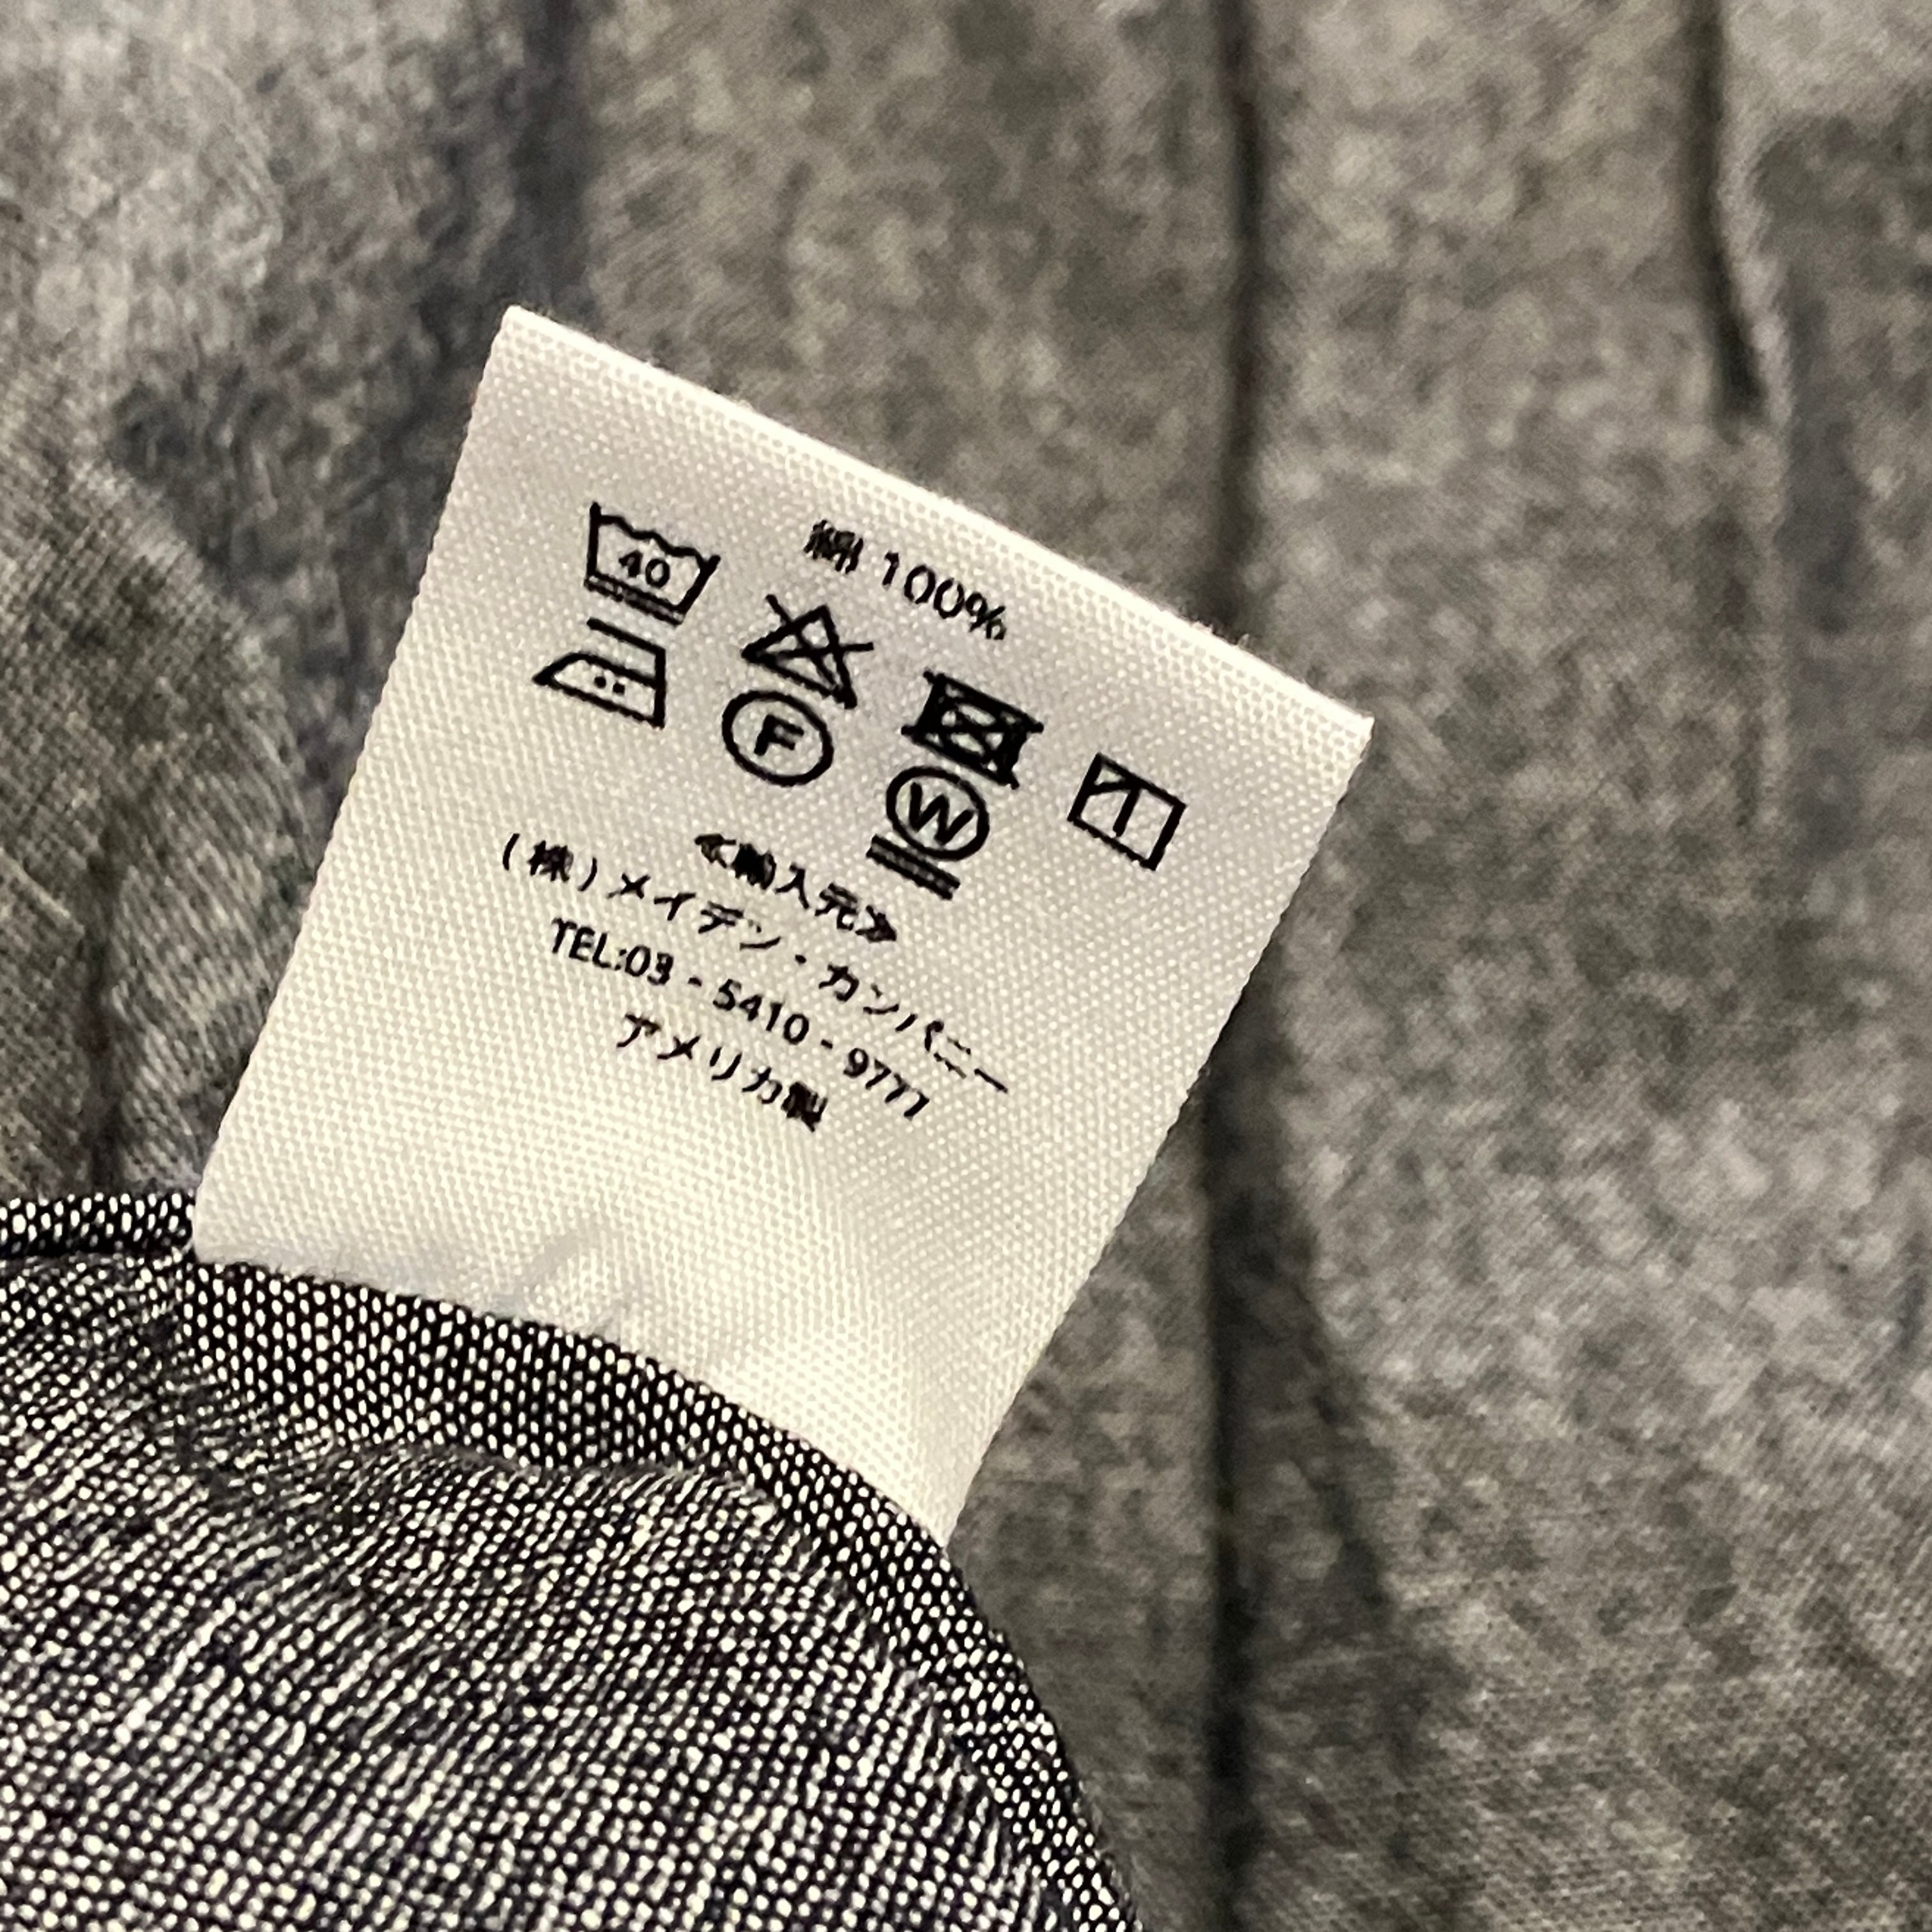 綿 100%
40
F W
≪輸入元≫
(株)メイデン・カンパニー
TEL:03 - 5410 - 9777
アメリカ製